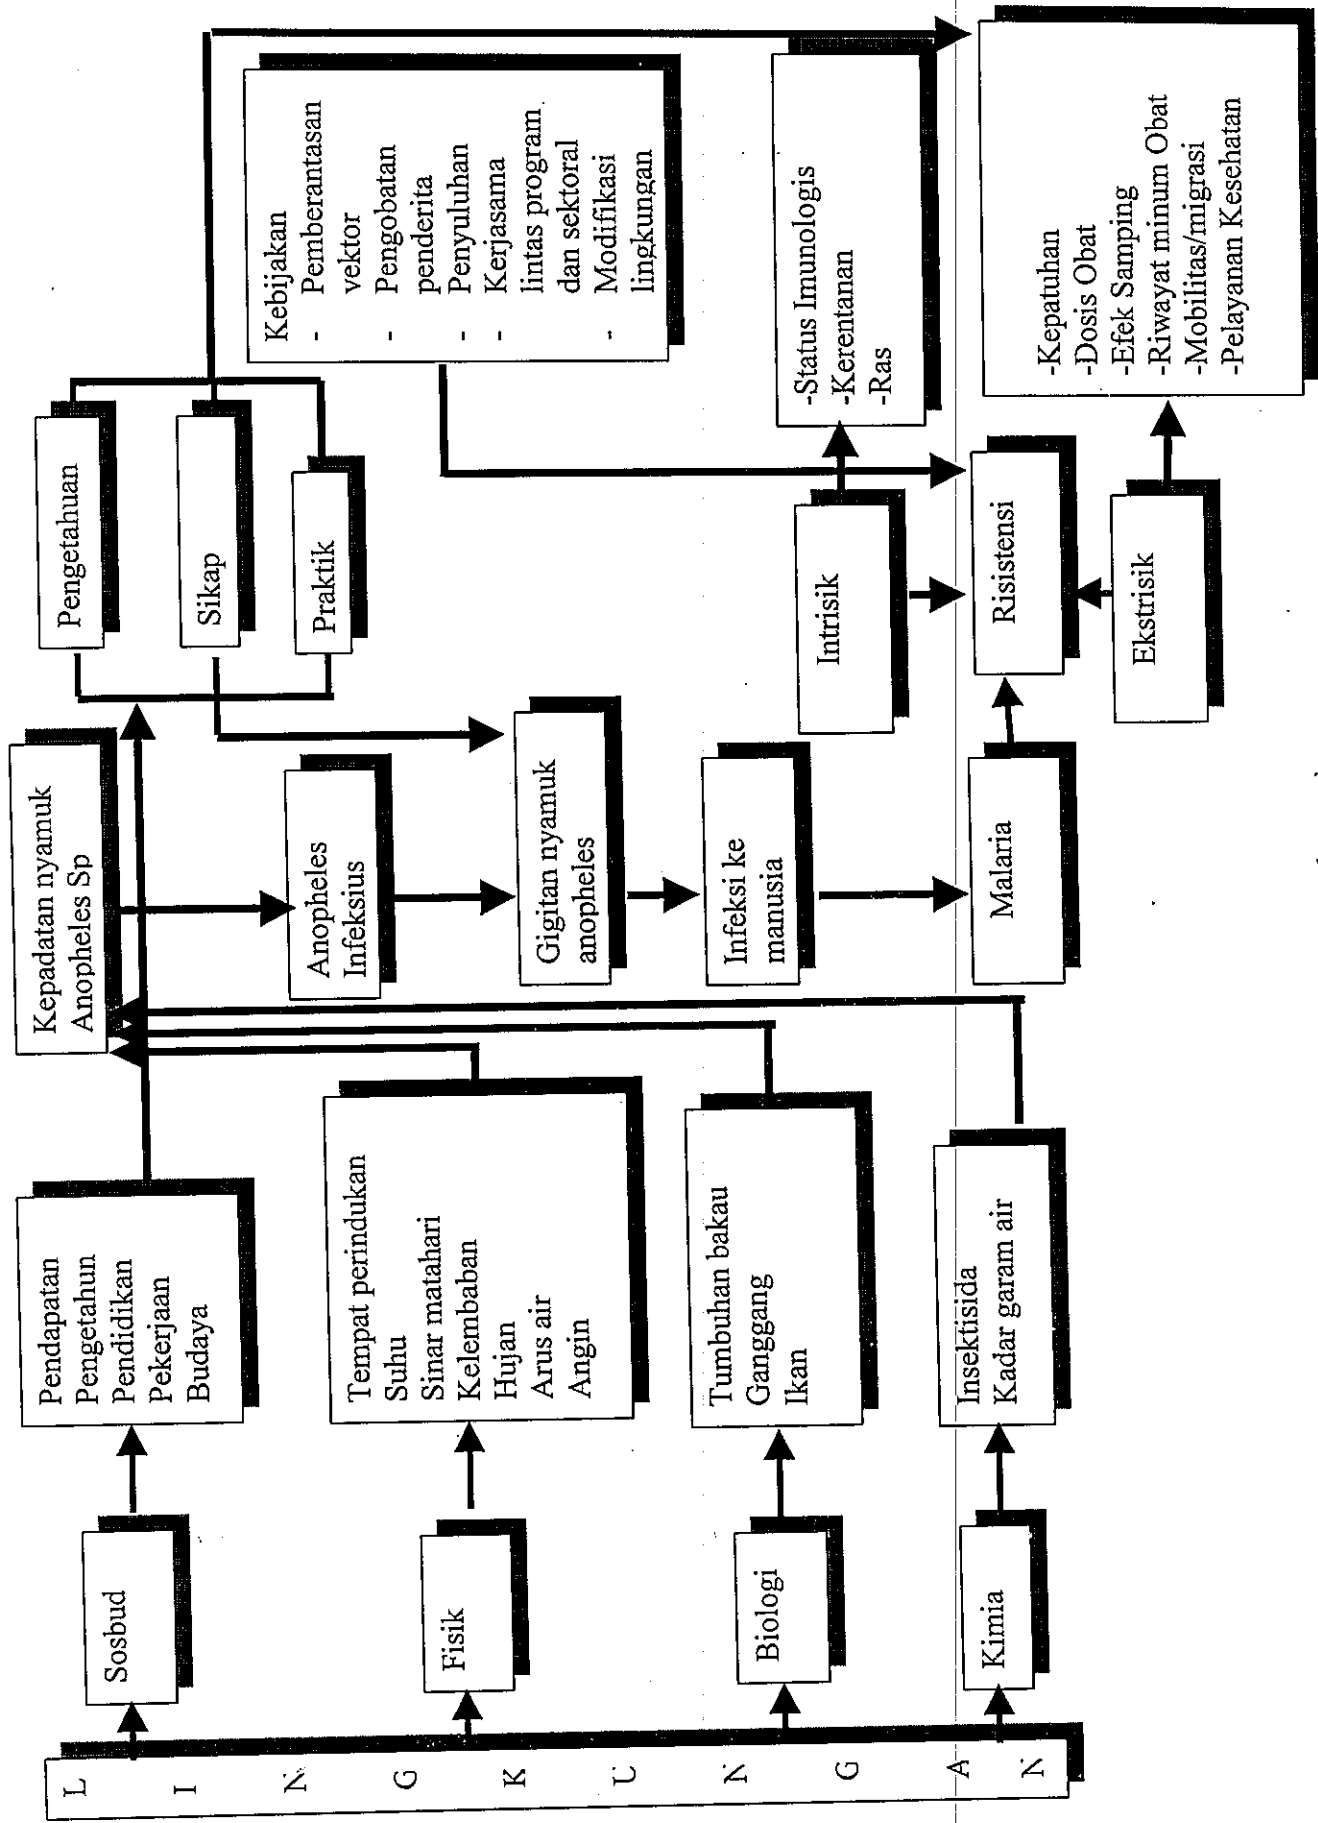 L
I
N
G
K
U
N
G
A
N
Sosbud
Fisik
Biologi
Kimia
Pendapatan
Pengetahun
Pendidikan
Pekerjaan
Budaya
Tempat perindukan
Suhu
Sinar matahari
Kelembaban
Hujan
Arus air
Angin
Tumbuhan bakau
Ganggang
Ikan
Insektisida
Kadar garam air
Kepadatan nyamuk
Anopheles Sp
Anopheles
Infeksius
Gigitan nyamuk
anopheles
Infeksi ke
manusia
Malaria
Pengetahuan
Sikap
Praktik
Intrisik
Risistensi
Ekstrisik
Kebijakan
- Pemberantasan
vektor
- Pengobatan
penderita
- Penyuluhan
- Kerjasama
lintas program
dan sektoral
- Modifikasi
lingkungan
-Status Imunologis
-Kerentanan
-Ras
-Kepatuhan
-Dosis Obat
-Efek Samping
-Riwayat minum Obat
-Mobilitas/migrasi
-Pelayanan Kesehatan